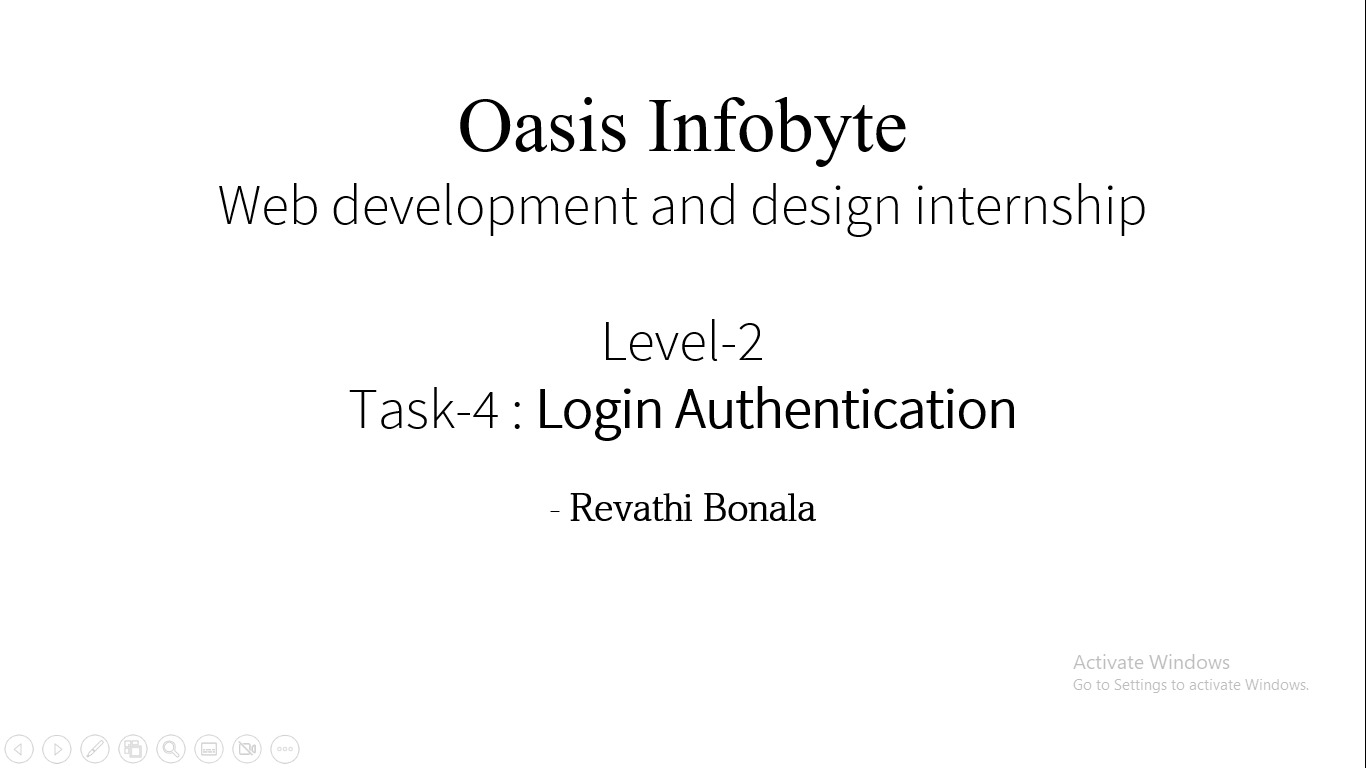 Oasis Infobyte
Web development and design internship
Level-2
Task-4 : Login Authentication
- Revathi Bonala
Activate Windows
Go to Settings to activate Windows.